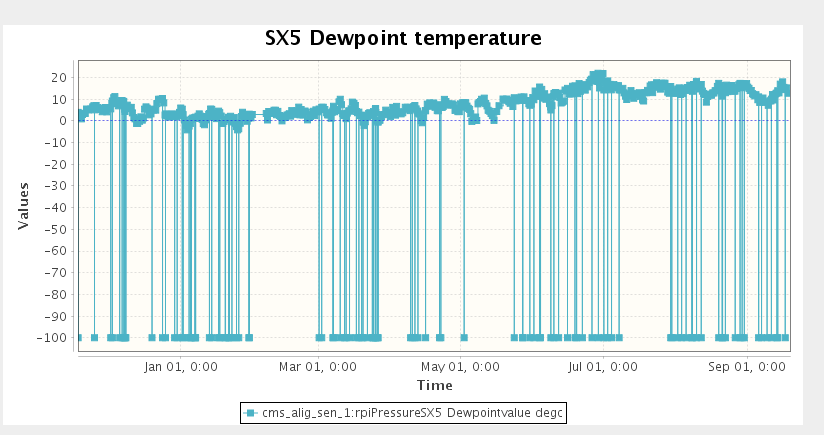 SX5 Dewpoint temperature
20
10
0
-10
-20
-30
-40
-50
-60
-70
-80
-90
-100
Values
Jan 01, 0:00 Mar 01, 0:00 May 01, 0:00 Jul 01, 0:00 Sep 01, 0:00
Time
cms_alig_sen_1:rpiPressureSX5 Dewpointvalue degc